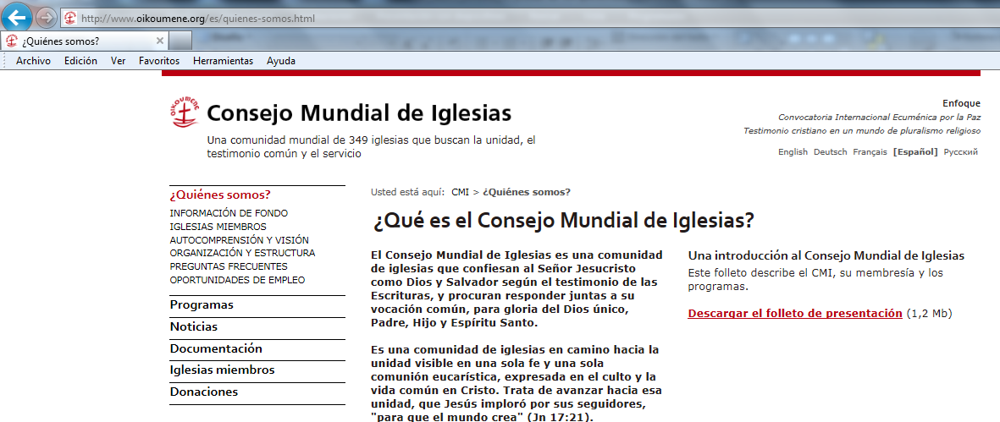 http://www.oikoumene.org/es/quienes-somos.html
¿Quiénes somos?
Archivo Edición Ver Favoritos Herramientas Ayuda
OIKOUMENE
Consejo Mundial de Iglesias
Una comunidad mundial de 349 iglesias que buscan la unidad, el
testimonio común y el servicio
Enfoque
Convocatoria Internacional Ecuménica por la Paz
Testimonio cristiano en un mundo de pluralismo religioso
English Deutsch Français [Español] Русский
¿Quiénes somos?
INFORMACIÓN DE FONDO
IGLESIAS MIEMBROS
AUTOCOMPRENSIÓN Y VISIÓN
ORGANIZACIÓN Y ESTRUCTURA
PREGUNTAS FRECUENTES
OPORTUNIDADES DE EMPLEO
Programas
Noticias
Documentación
Iglesias miembros
Donaciones
Usted está aquí: CMI > ¿Quiénes somos?
¿Qué es el Consejo Mundial de Iglesias?
El Consejo Mundial de Iglesias es una comunidad
de iglesias que confiesan al Señor Jesucristo
como Dios y Salvador según el testimonio de las
Escrituras, y procuran responder juntas a su
vocación común, para gloria del Dios único,
Padre, Hijo y Espíritu Santo.
Es una comunidad de iglesias en camino hacia la
unidad visible en una sola fe y una sola
comunión eucarística, expresada en el culto y la
vida común en Cristo. Trata de avanzar hacia esa
unidad, que Jesús imploró por sus seguidores,
"para que el mundo crea" (Jn 17:21).
Una introducción al Consejo Mundial de Iglesias
Este folleto describe el CMI, su membresía y los
programas.
Descargar el folleto de presentación (1,2 Mb)